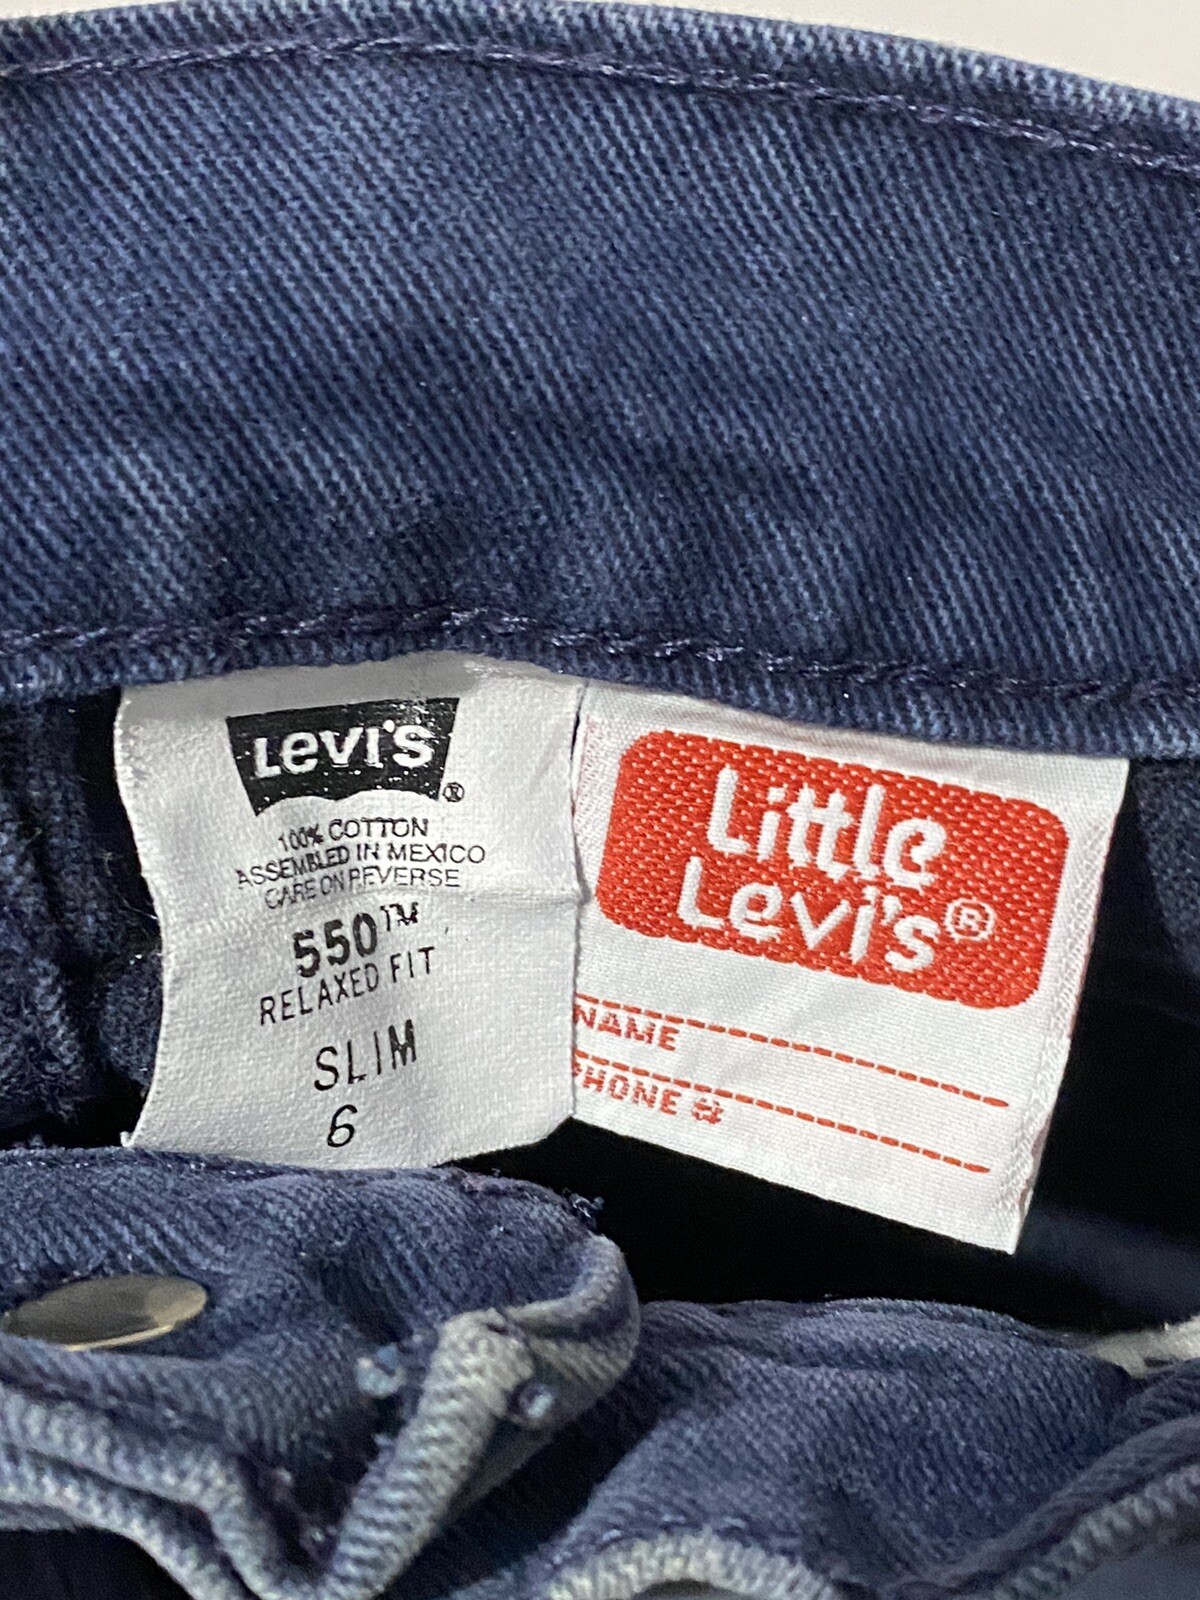 Levi's®
100% COTTON
ASSEMBLED IN MEXICO
CARE ON REVERSE
550™
RELAXED FIT
SLIM
6
Little
Levi's®
NAME
PHONE #